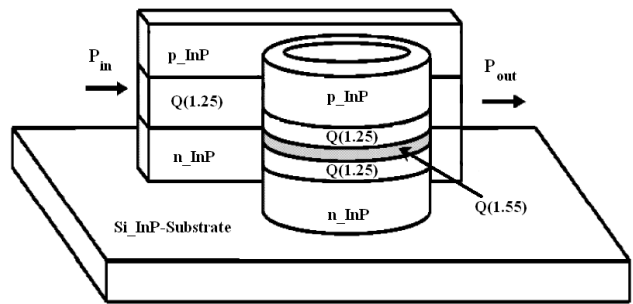 p_InP
P_in
Q(1.25)
n_InP
p_InP
P_out
Q(1.25)
Q(1.25)
Q(1.55)
n_InP
Si_InP-Substrate